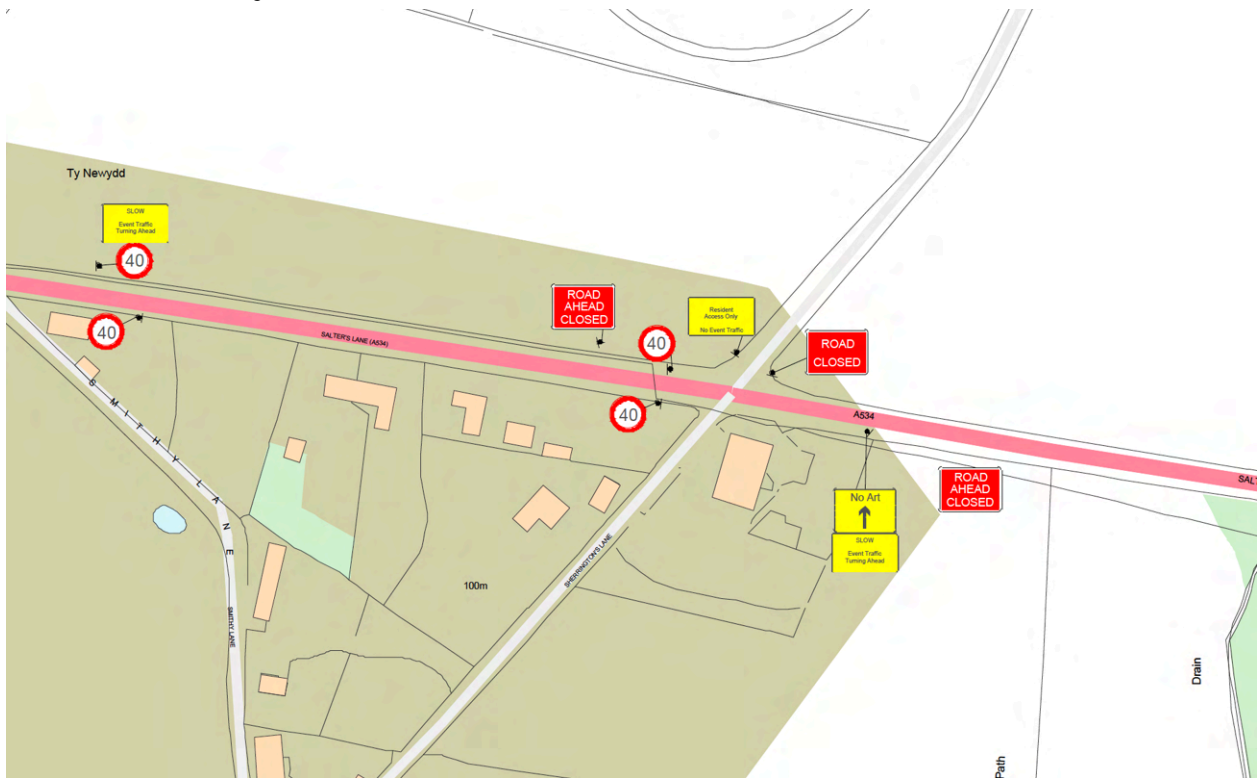 Ty Newydd
SLOW
Event Traffic
Turning Ahead
40
40
ROAD
AHEAD
CLOSED
SALTER'S LANE (A534)
40
Resident
Access Only
No Event Traffic
ROAD
CLOSED
40
A534
ROAD
AHEAD
CLOSED
SALT
No Art
SLOW
Event Traffic
Turning Ahead
SMITHY LANE
SMITHY LANE
100m
SHERRINGTON'S LANE
Drain
Path